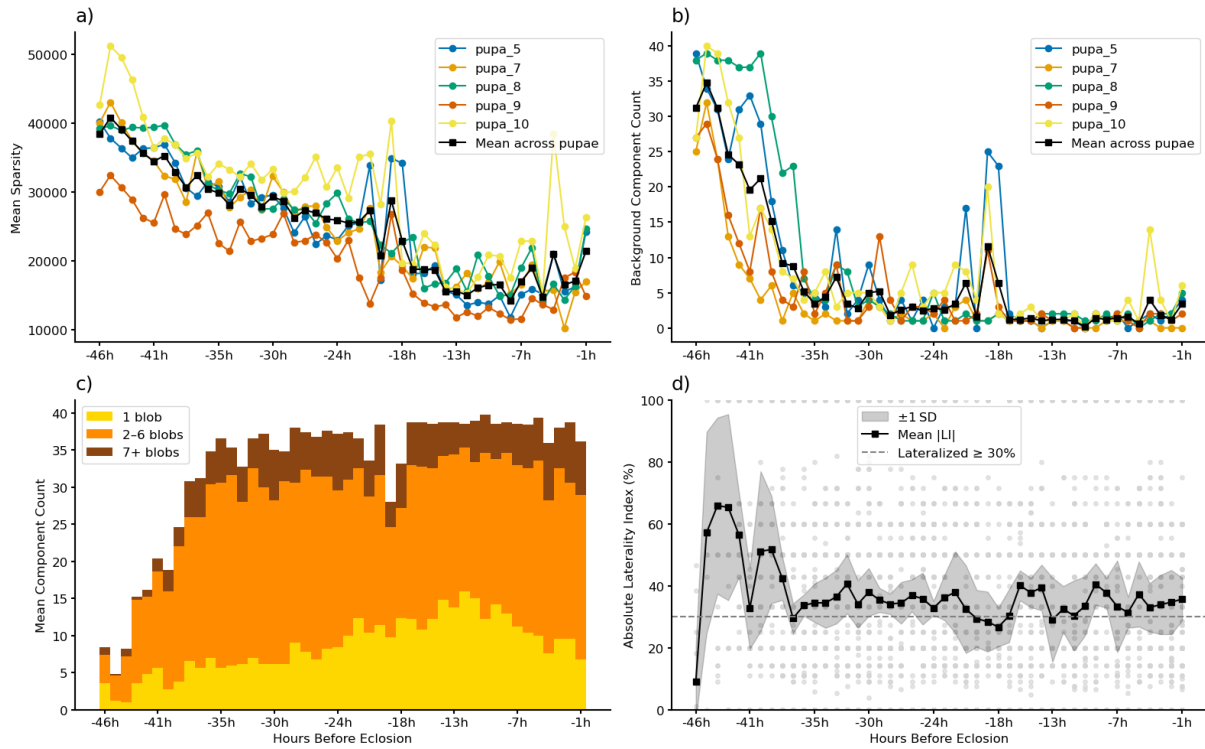 a)
Mean Sparsity
50000
40000
30000
20000
10000
pupa_5
pupa_7
pupa_8
pupa_9
pupa_10
Mean across pupae
-46h
-41h
-35h
-30h
-24h
-18h
-13h
-7h
-1h
b)
Background Component Count
40
35
30
25
20
15
10
5
0
pupa_5
pupa_7
pupa_8
pupa_9
pupa_10
Mean across pupae
-46h
-41h
-35h
-30h
-24h
-18h
-13h
-7h
-1h
c)
Mean Component Count
40
35
30
25
20
15
10
5
0
1 blob
2–6 blobs
7+ blobs
-46h
-41h
-35h
-30h
-24h
-18h
-13h
-7h
-1h
Hours Before Eclosion
d)
Absolute Laterality Index (%)
100
80
60
40
20
0
±1 SD
Mean |LI|
Lateralized ≥ 30%
-46h
-41h
-35h
-30h
-24h
-18h
-13h
-7h
-1h
Hours Before Eclosion